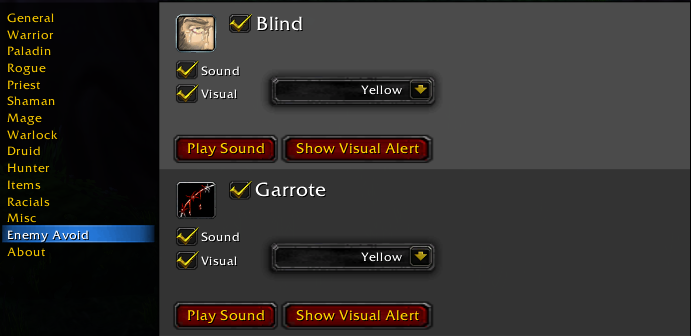 General
Warrior
Paladin
Rogue
Priest
Shaman
Mage
Warlock
Druid
Hunter
Items
Racials
Misc
Enemy Avoid
About
Blind
Sound
Visual
Yellow
Play Sound
Show Visual Alert
Garrote
Sound
Visual
Yellow
Play Sound
Show Visual Alert